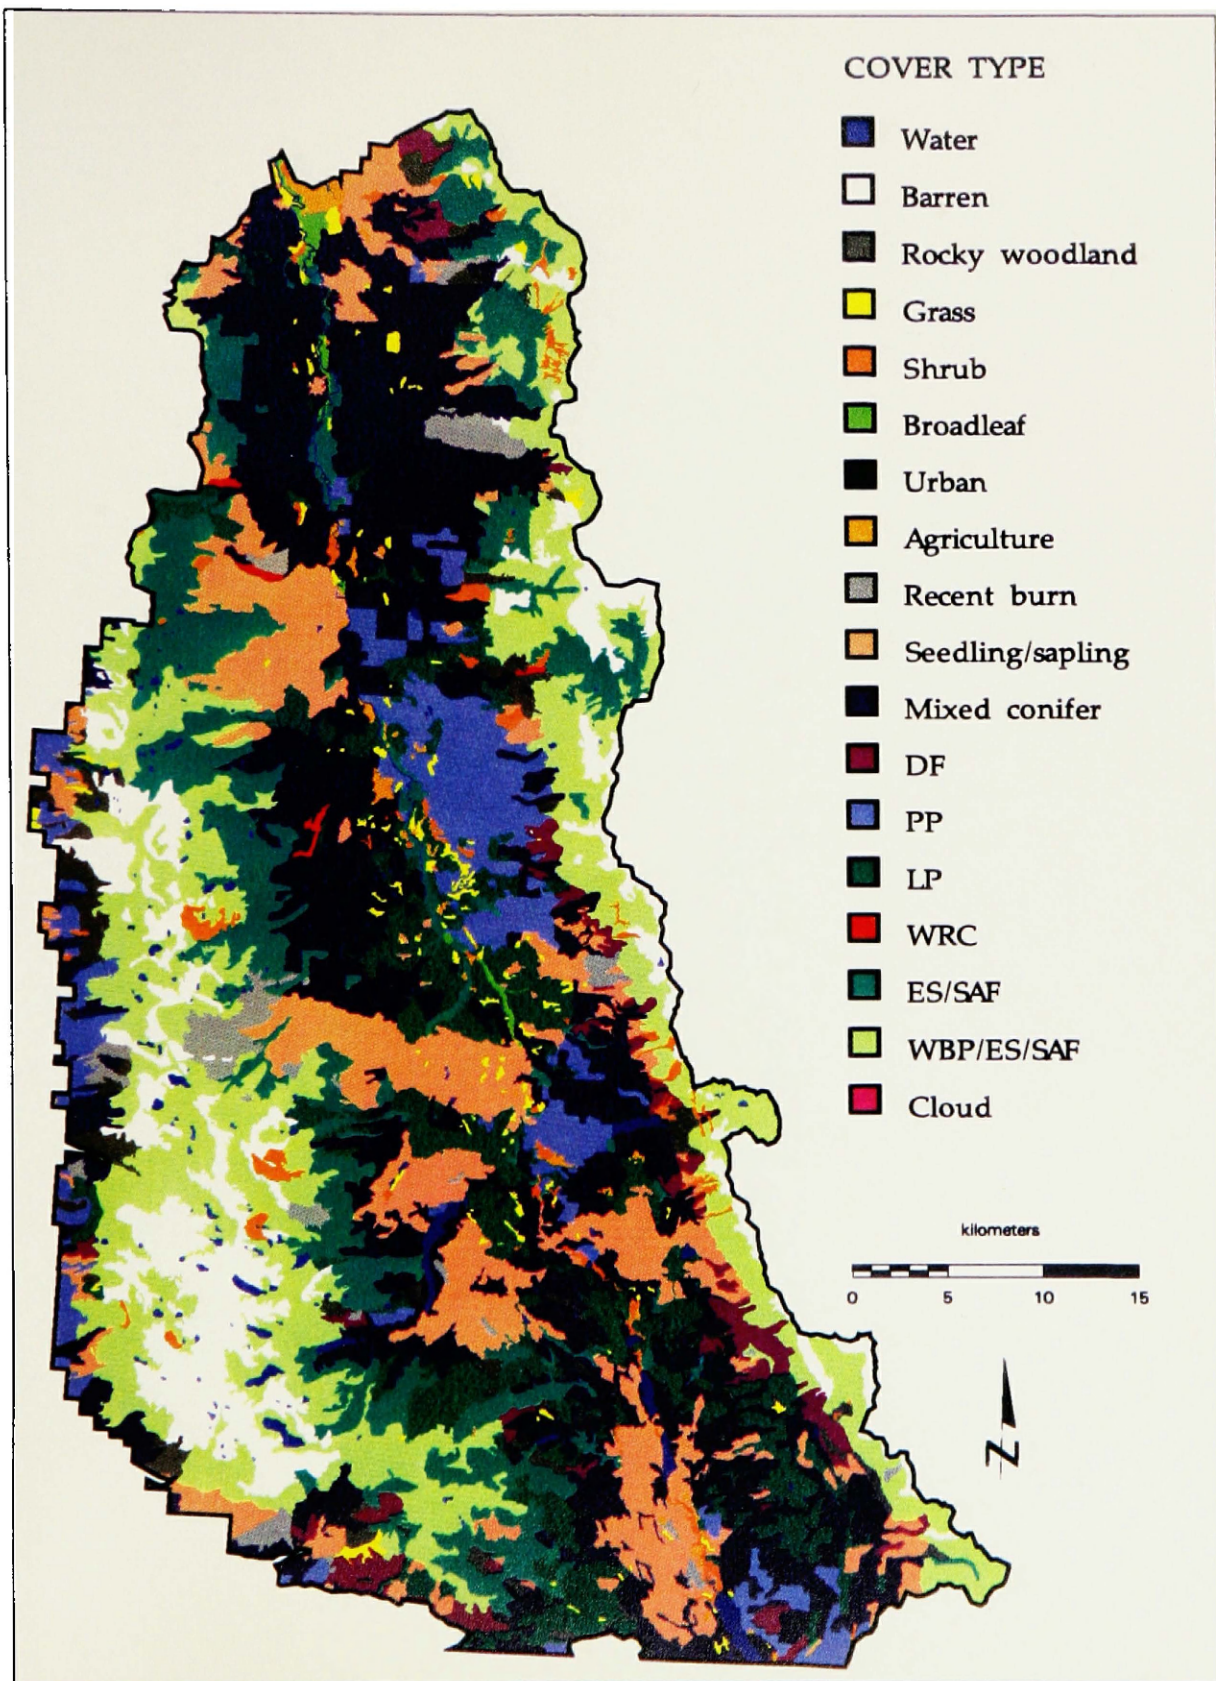 COVER TYPE
Water
Barren
Rocky woodland
Grass
Shrub
Broadleaf
Urban
Agriculture
Recent burn
Seedling/sapling
Mixed conifer
DF
PP
LP
WRC
ES/SAF
WBP/ES/SAF
Cloud
kilometers
0 5 10 15
N